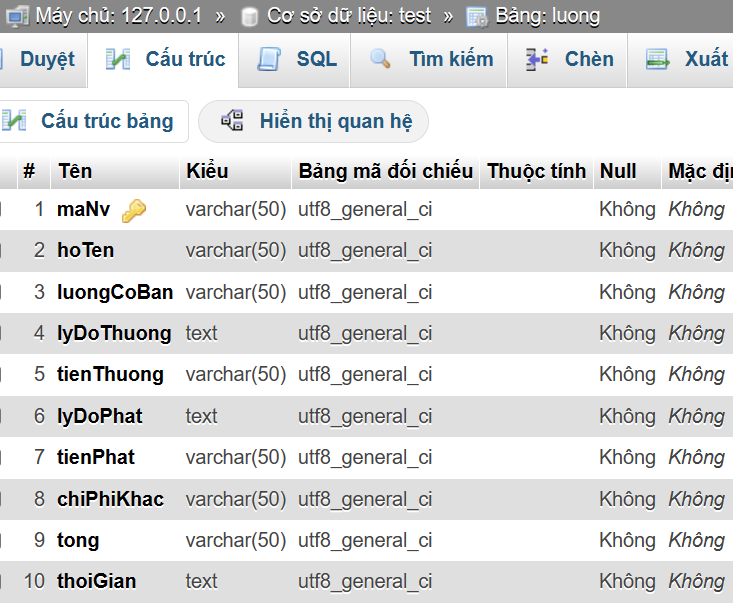 Máy chủ: 127.0.0.1 » Cơ sở dữ liệu: test » Bảng: luong
Duyệt Cấu trúc SQL Tìm kiếm Chèn Xuất
Cấu trúc bảng Hiển thị quan hệ
# Tên Kiểu Bảng mã đối chiếu Thuộc tính Null Mặc đị
1 maNv varchar(50) utf8_general_ci Không Không
2 hoTen varchar(50) utf8_general_ci Không Không
3 luongCoBan varchar(50) utf8_general_ci Không Không
4 lyDoThuong text utf8_general_ci Không Không
5 tienThuong varchar(50) utf8_general_ci Không Không
6 lyDoPhat text utf8_general_ci Không Không
7 tienPhat varchar(50) utf8_general_ci Không Không
8 chiPhiKhac varchar(50) utf8_general_ci Không Không
9 tong varchar(50) utf8_general_ci Không Không
10 thoiGian text utf8_general_ci Không Không